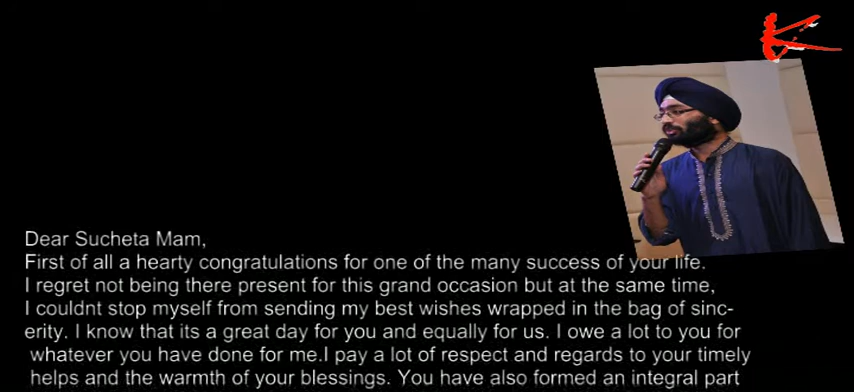 Dear Sucheta Mam,
First of all a hearty congratulations for one of the many success of your life.
I regret not being there present for this grand occasion but at the same time,
I couldnt stop myself from sending my best wishes wrapped in the bag of sinc-
erity. I know that its a great day for you and equally for us. I owe a lot to you for
whatever you have done for me.I pay a lot of respect and regards to your timely
helps and the warmth of your blessings. You have also formed an integral part